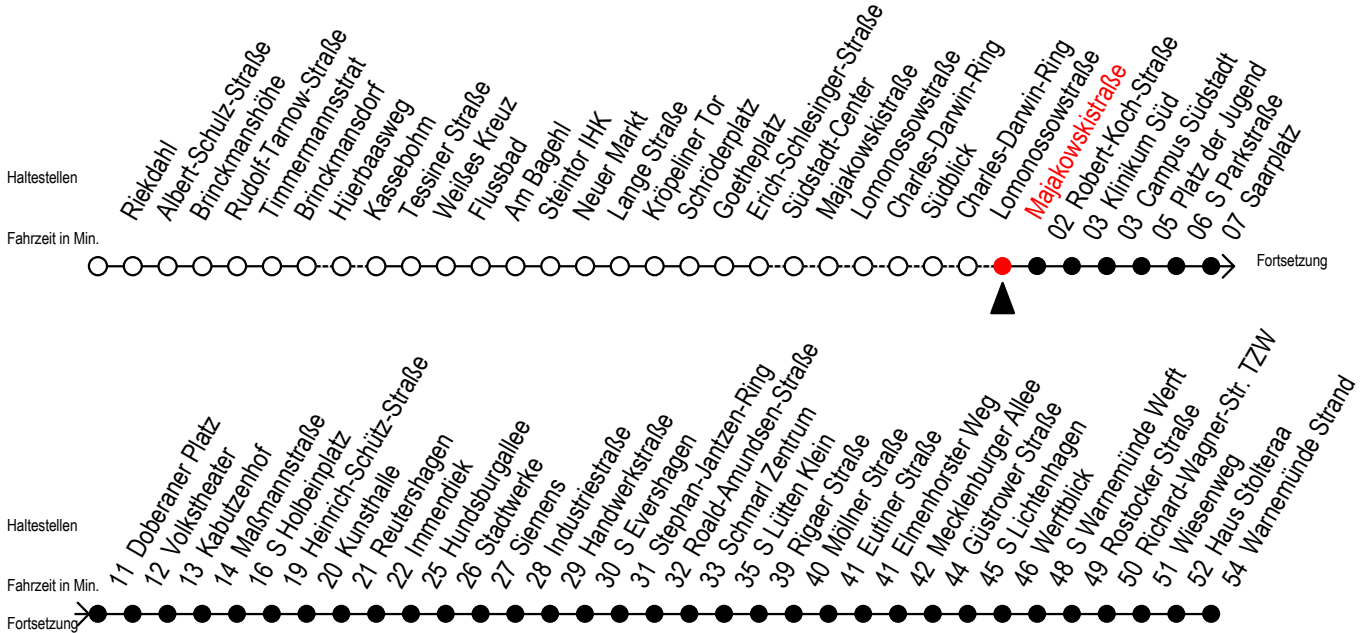 Haltestellen
Riekdahl
Albert-Schulz-Straße
Brinckmanshöhe
Rudolf-Tarnow-Straße
Timmermannsstrat
Brinckmansdorf
Hüerbaasweg
Kassebohm
Tessiner Straße
Weißes Kreuz
Flussbad
Am Bagehl
Steintor IHK
Neuer Markt
Lange Straße
Kröpeliner Tor
Schröderplatz
Goetheplatz
Erich-Schlesinger-Straße
Südstadt-Center
Majakowskistraße
Lomonossowstraße
Charles-Darwin-Ring
Südblick
Charles-Darwin-Ring
Lomonossowstraße
Majakowskistraße
02 Robert-Koch-Straße
03 Klinikum Süd
03 Campus Südstadt
05 Platz der Jugend
06 S Parkstraße
07 Saarplatz
Fahrzeit in Min.
Fortsetzung
Haltestellen
11 Doberaner Platz
12 Volkstheater
13 Kabutzenhof
14 Maßmannstraße
16 S Holbeinplatz
19 Heinrich-Schütz-Straße
20 Kunsthalle
21 Reutershagen
22 Immendiek
25 Hundsburgallee
26 Stadtwerke
27 Siemens
28 Industriestraße
29 Handwerkstraße
30 S Evershagen
31 Stephan-Jantzen-Ring
32 Roald-Amundsen-Straße
33 Schmarl Zentrum
35 S Lütten Klein
39 Rigaer Straße
40 Möllner Straße
41 Eutiner Straße
41 Elmenhorster Weg
42 Mecklenburger Allee
44 Güstrower Straße
45 S Lichtenhagen
46 Werftblick
48 S Warnemünde Werft
49 Rostocker Straße
50 Richard-Wagner-Str. TZW
51 Wiesenweg
52 Haus Stolteraa
54 Warnemünde Strand
Fahrzeit in Min.
Fortsetzung